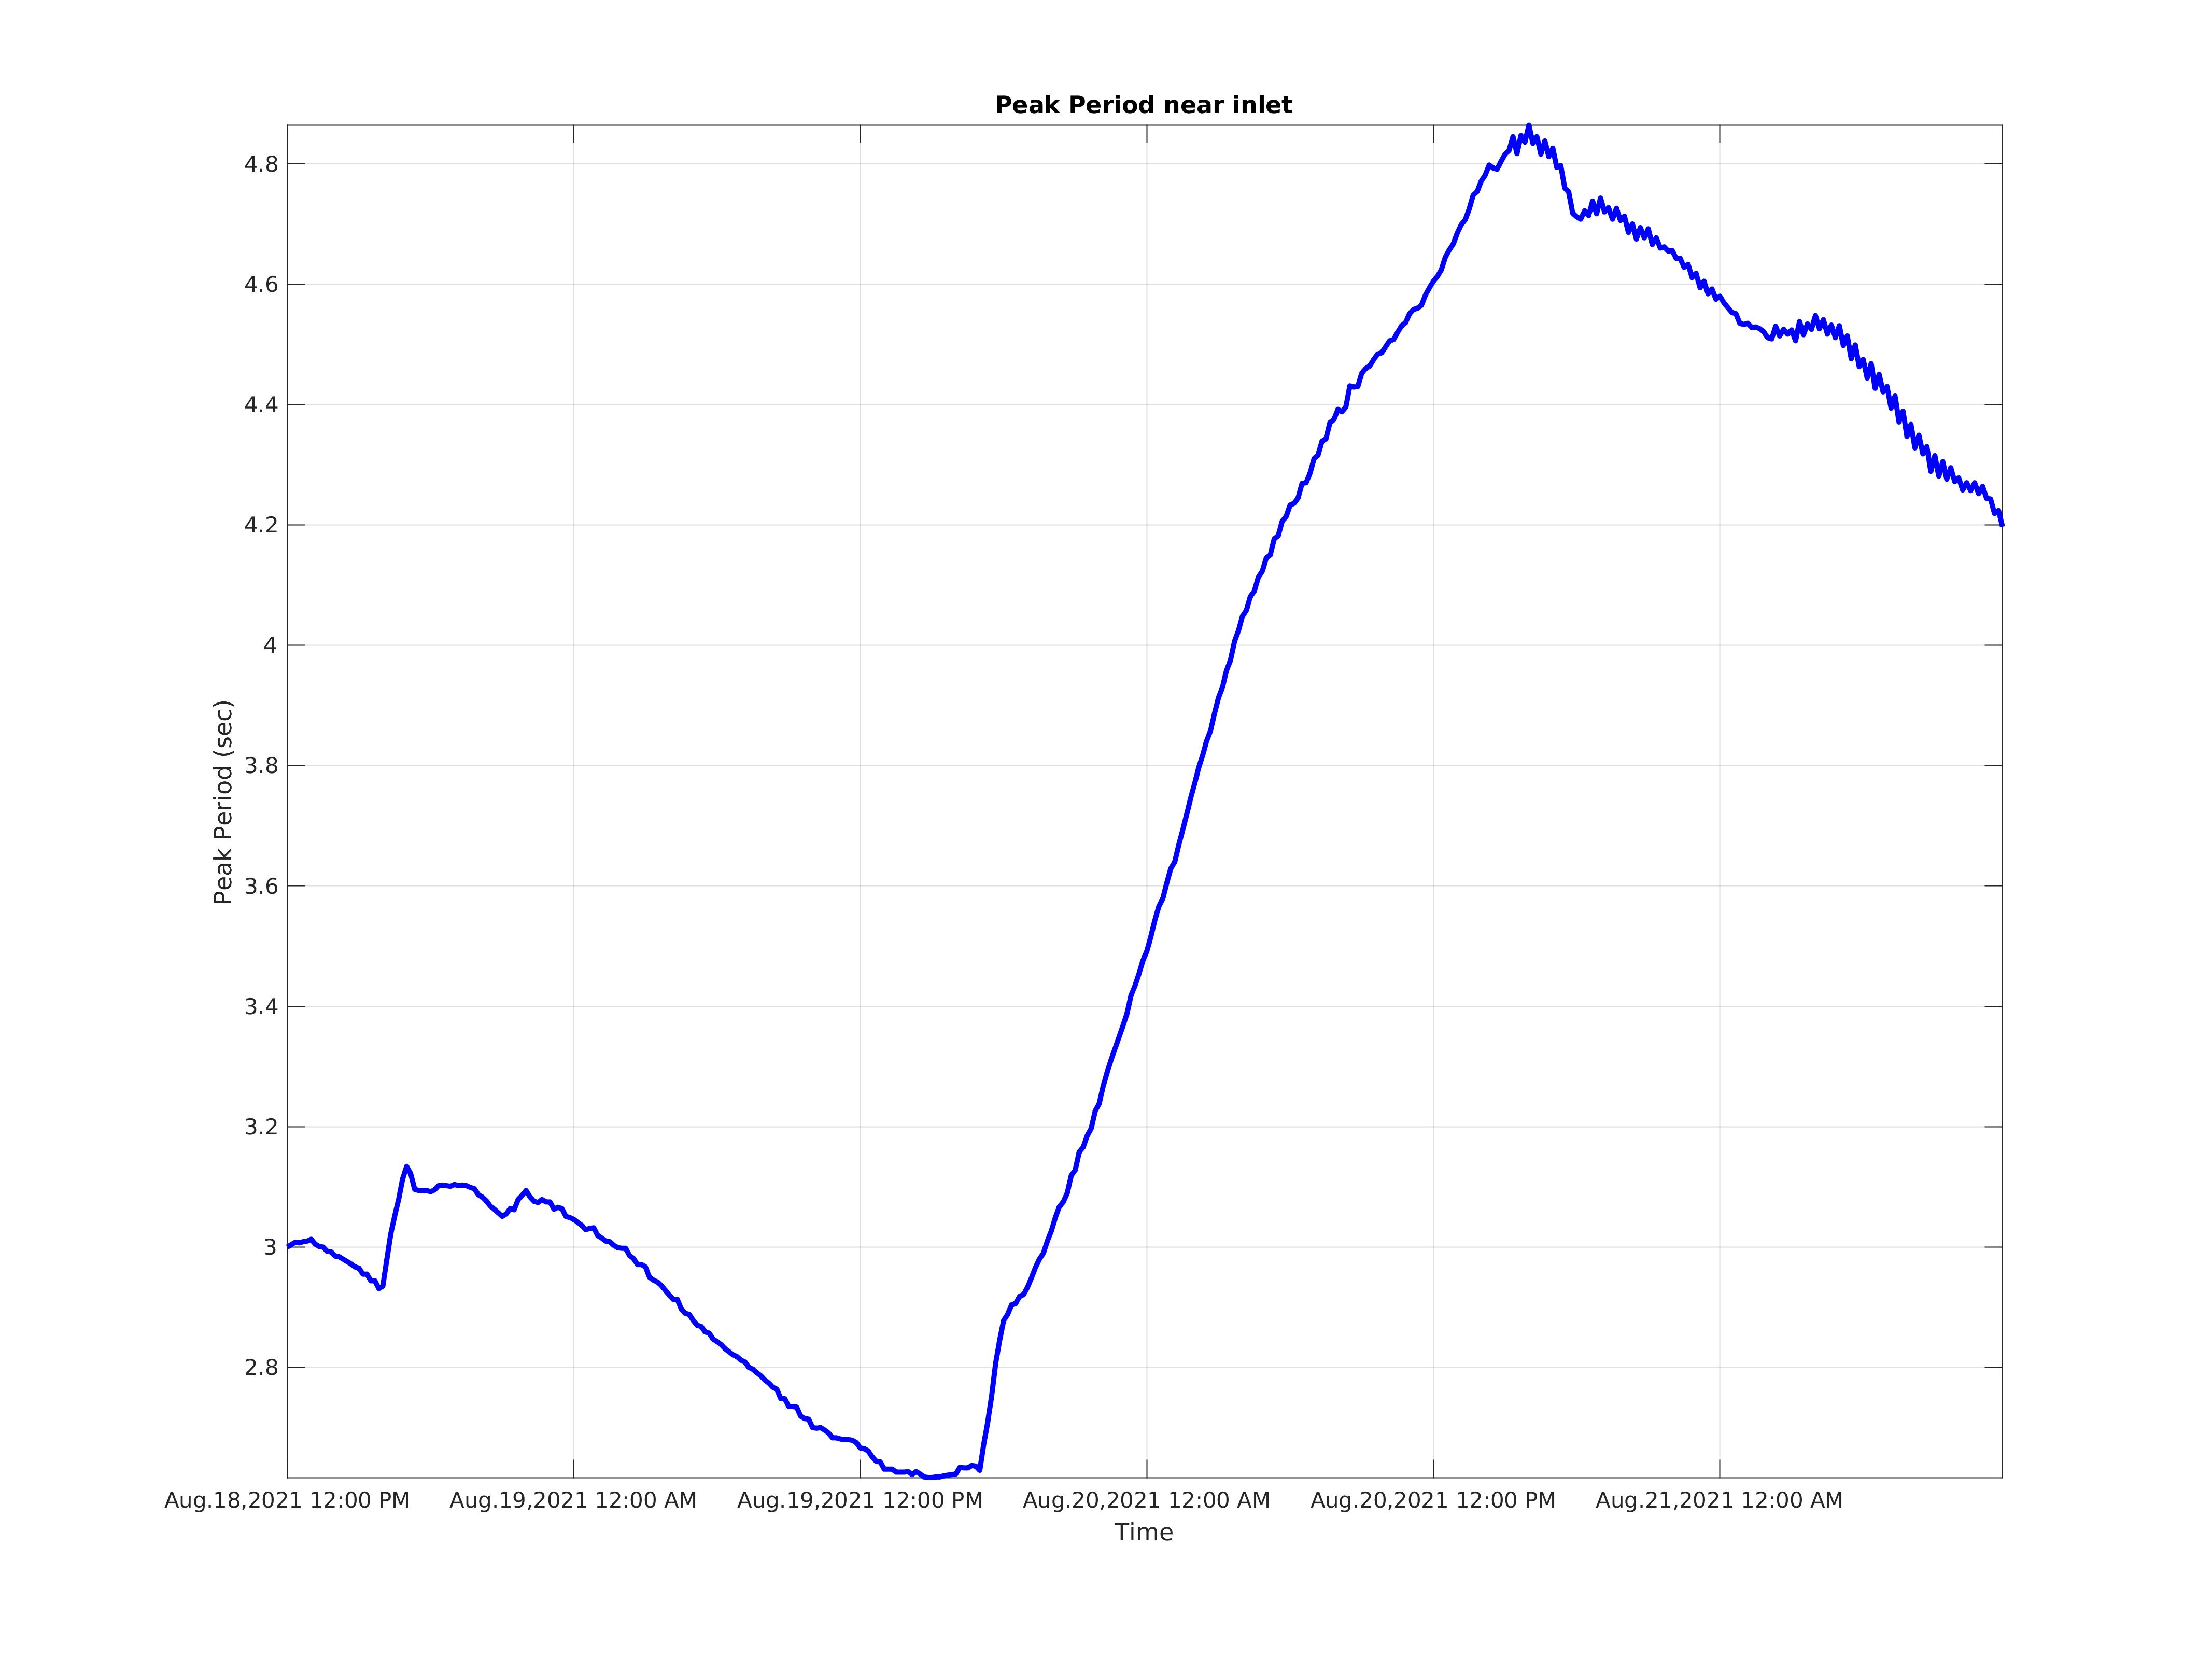 Peak Period near inlet
4.8
4.6
4.4
4.2
4
3.8
3.6
3.4
3.2
3
2.8
Peak Period (sec)
Aug.18,2021 12:00 PM Aug.19,2021 12:00 AM Aug.19,2021 12:00 PM Aug.20,2021 12:00 AM Aug.20,2021 12:00 PM Aug.21,2021 12:00 AM
Time